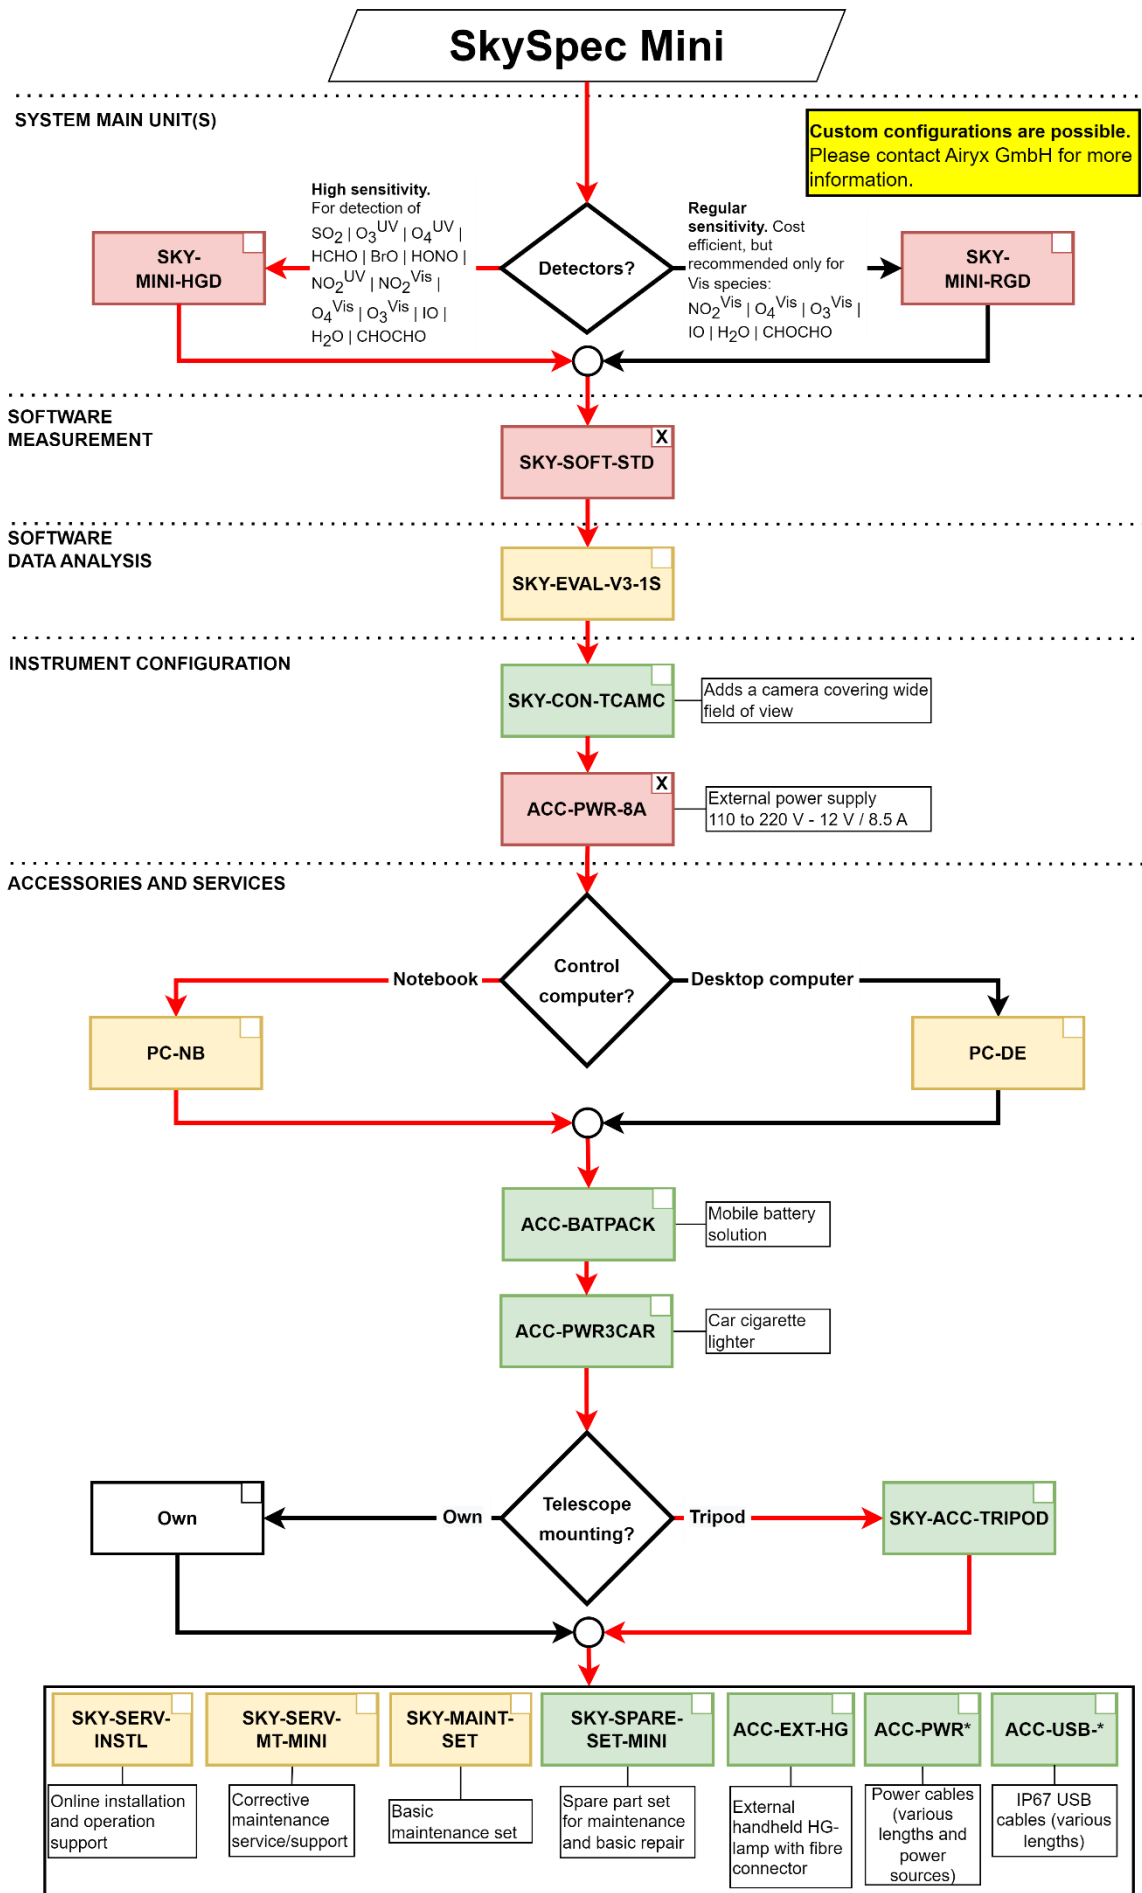 SkySpec Mini
SYSTEM MAIN UNIT(S)
Custom configurations are possible.
Please contact Airyx GmbH for more
information.
High sensitivity.
For detection of
SO2 | O3UV | O4UV |
HCHO | BrO | HONO |
NO2UV | NO2Vis |
O4Vis | O3Vis | IO |
H2O | CHOCHO
Detectors?
Regular
sensitivity. Cost
efficient, but
recommended only for
Vis species:
NO2Vis | O4Vis | O3Vis |
IO | H2O | CHOCHO
SKY-
MINI-HGD
SKY-
MINI-RGD
SOFTWARE
MEASUREMENT
X
SKY-SOFT-STD
SOFTWARE
DATA ANALYSIS
SKY-EVAL-V3-1S
INSTRUMENT CONFIGURATION
SKY-CON-TCAMC
Adds a camera covering wide
field of view
X
ACC-PWR-8A
External power supply
110 to 220 V - 12 V / 8.5 A
ACCESSORIES AND SERVICES
Control
computer?
Notebook
Desktop computer
PC-NB
PC-DE
ACC-BATPACK
Mobile battery
solution
ACC-PWR3CAR
Car cigarette
lighter
Telescope
mounting?
Own
Tripod
Own
SKY-ACC-TRIPOD
SKY-SERV-
INSTL
Online installation
and operation
support
SKY-SERV-
MT-MINI
Corrective
maintenance
service/support
SKY-MAINT-
SET
Basic
maintenance set
SKY-SPARE-
SET-MINI
Spare part set
for maintenance
and basic repair
ACC-EXT-HG
External
handheld HG-
lamp with fibre
connector
ACC-PWR*
Power cables
(various
lengths and
power
sources)
ACC-USB-*
IP67 USB
cables (various
lengths)